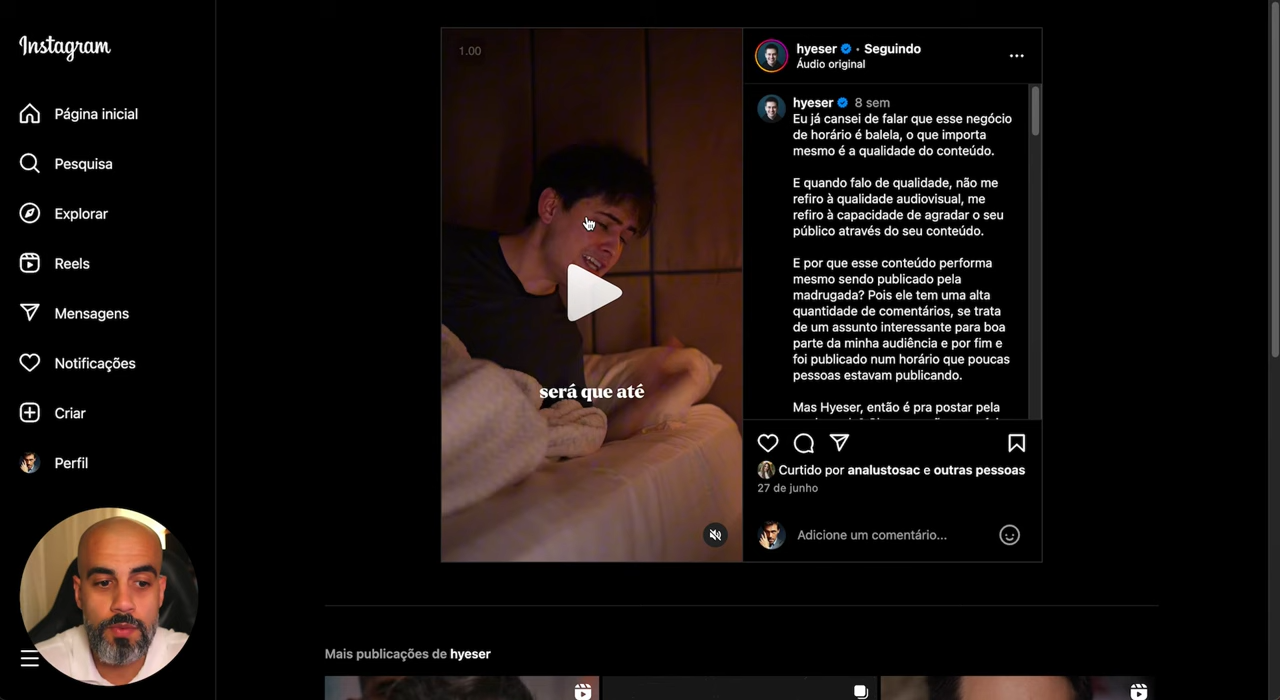 Instagram
Página inicial
Pesquisa
Explorar
Reels
Mensagens
Notificações
Criar
Perfil
1.00
será que até
hyeser • Seguindo
Áudio original
hyeser 8 sem
Eu já cansei de falar que esse negócio
de horário é balela, o que importa
mesmo é a qualidade do conteúdo.
E quando falo de qualidade, não me
refiro à qualidade audiovisual, me
refiro à capacidade de agradar o seu
público através do seu conteúdo.
E por que esse conteúdo performa
mesmo sendo publicado pela
madrugada? Pois ele tem uma alta
quantidade de comentários, se trata
de um assunto interessante para boa
parte da minha audiência e por fim e
foi publicado num horário que poucas
pessoas estavam publicando.
Mas Hyeser, então é pra postar pela
Curtido por analustosac e outras pessoas
27 de junho
Adicione um comentário...
Mais publicações de hyeser